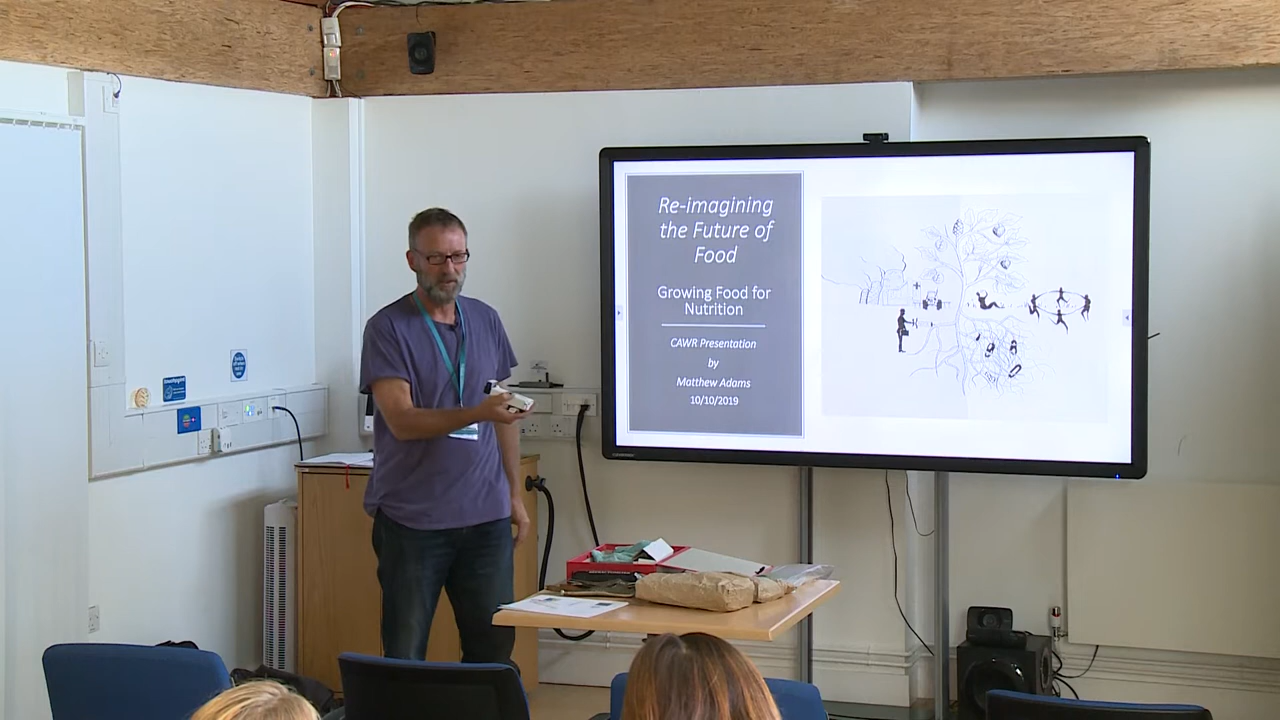 Re-imagining
the Future of
Food
Growing Food for
Nutrition
CAWR Presentation
by
Matthew Adams
10/10/2019